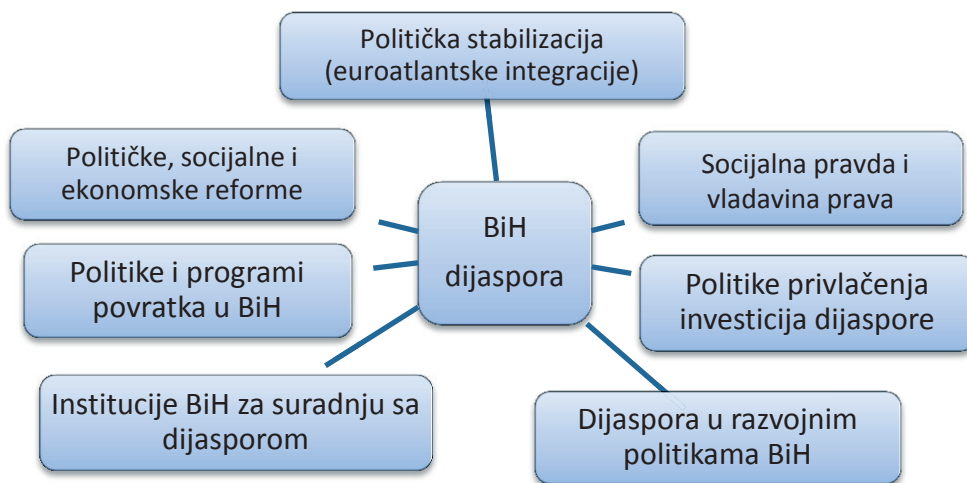 Politička stabilizacija
(euroatlantske integracije)
Političke, socijalne i
ekonomske reforme
Socijalna pravda i
vladavina prava
BiH
dijaspora
Politike i programi
povratka u BiH
Politike privlačenja
investicija dijaspore
Institucije BiH za suradnju sa
dijasporom
Dijaspora u razvojnim
politikama BiH